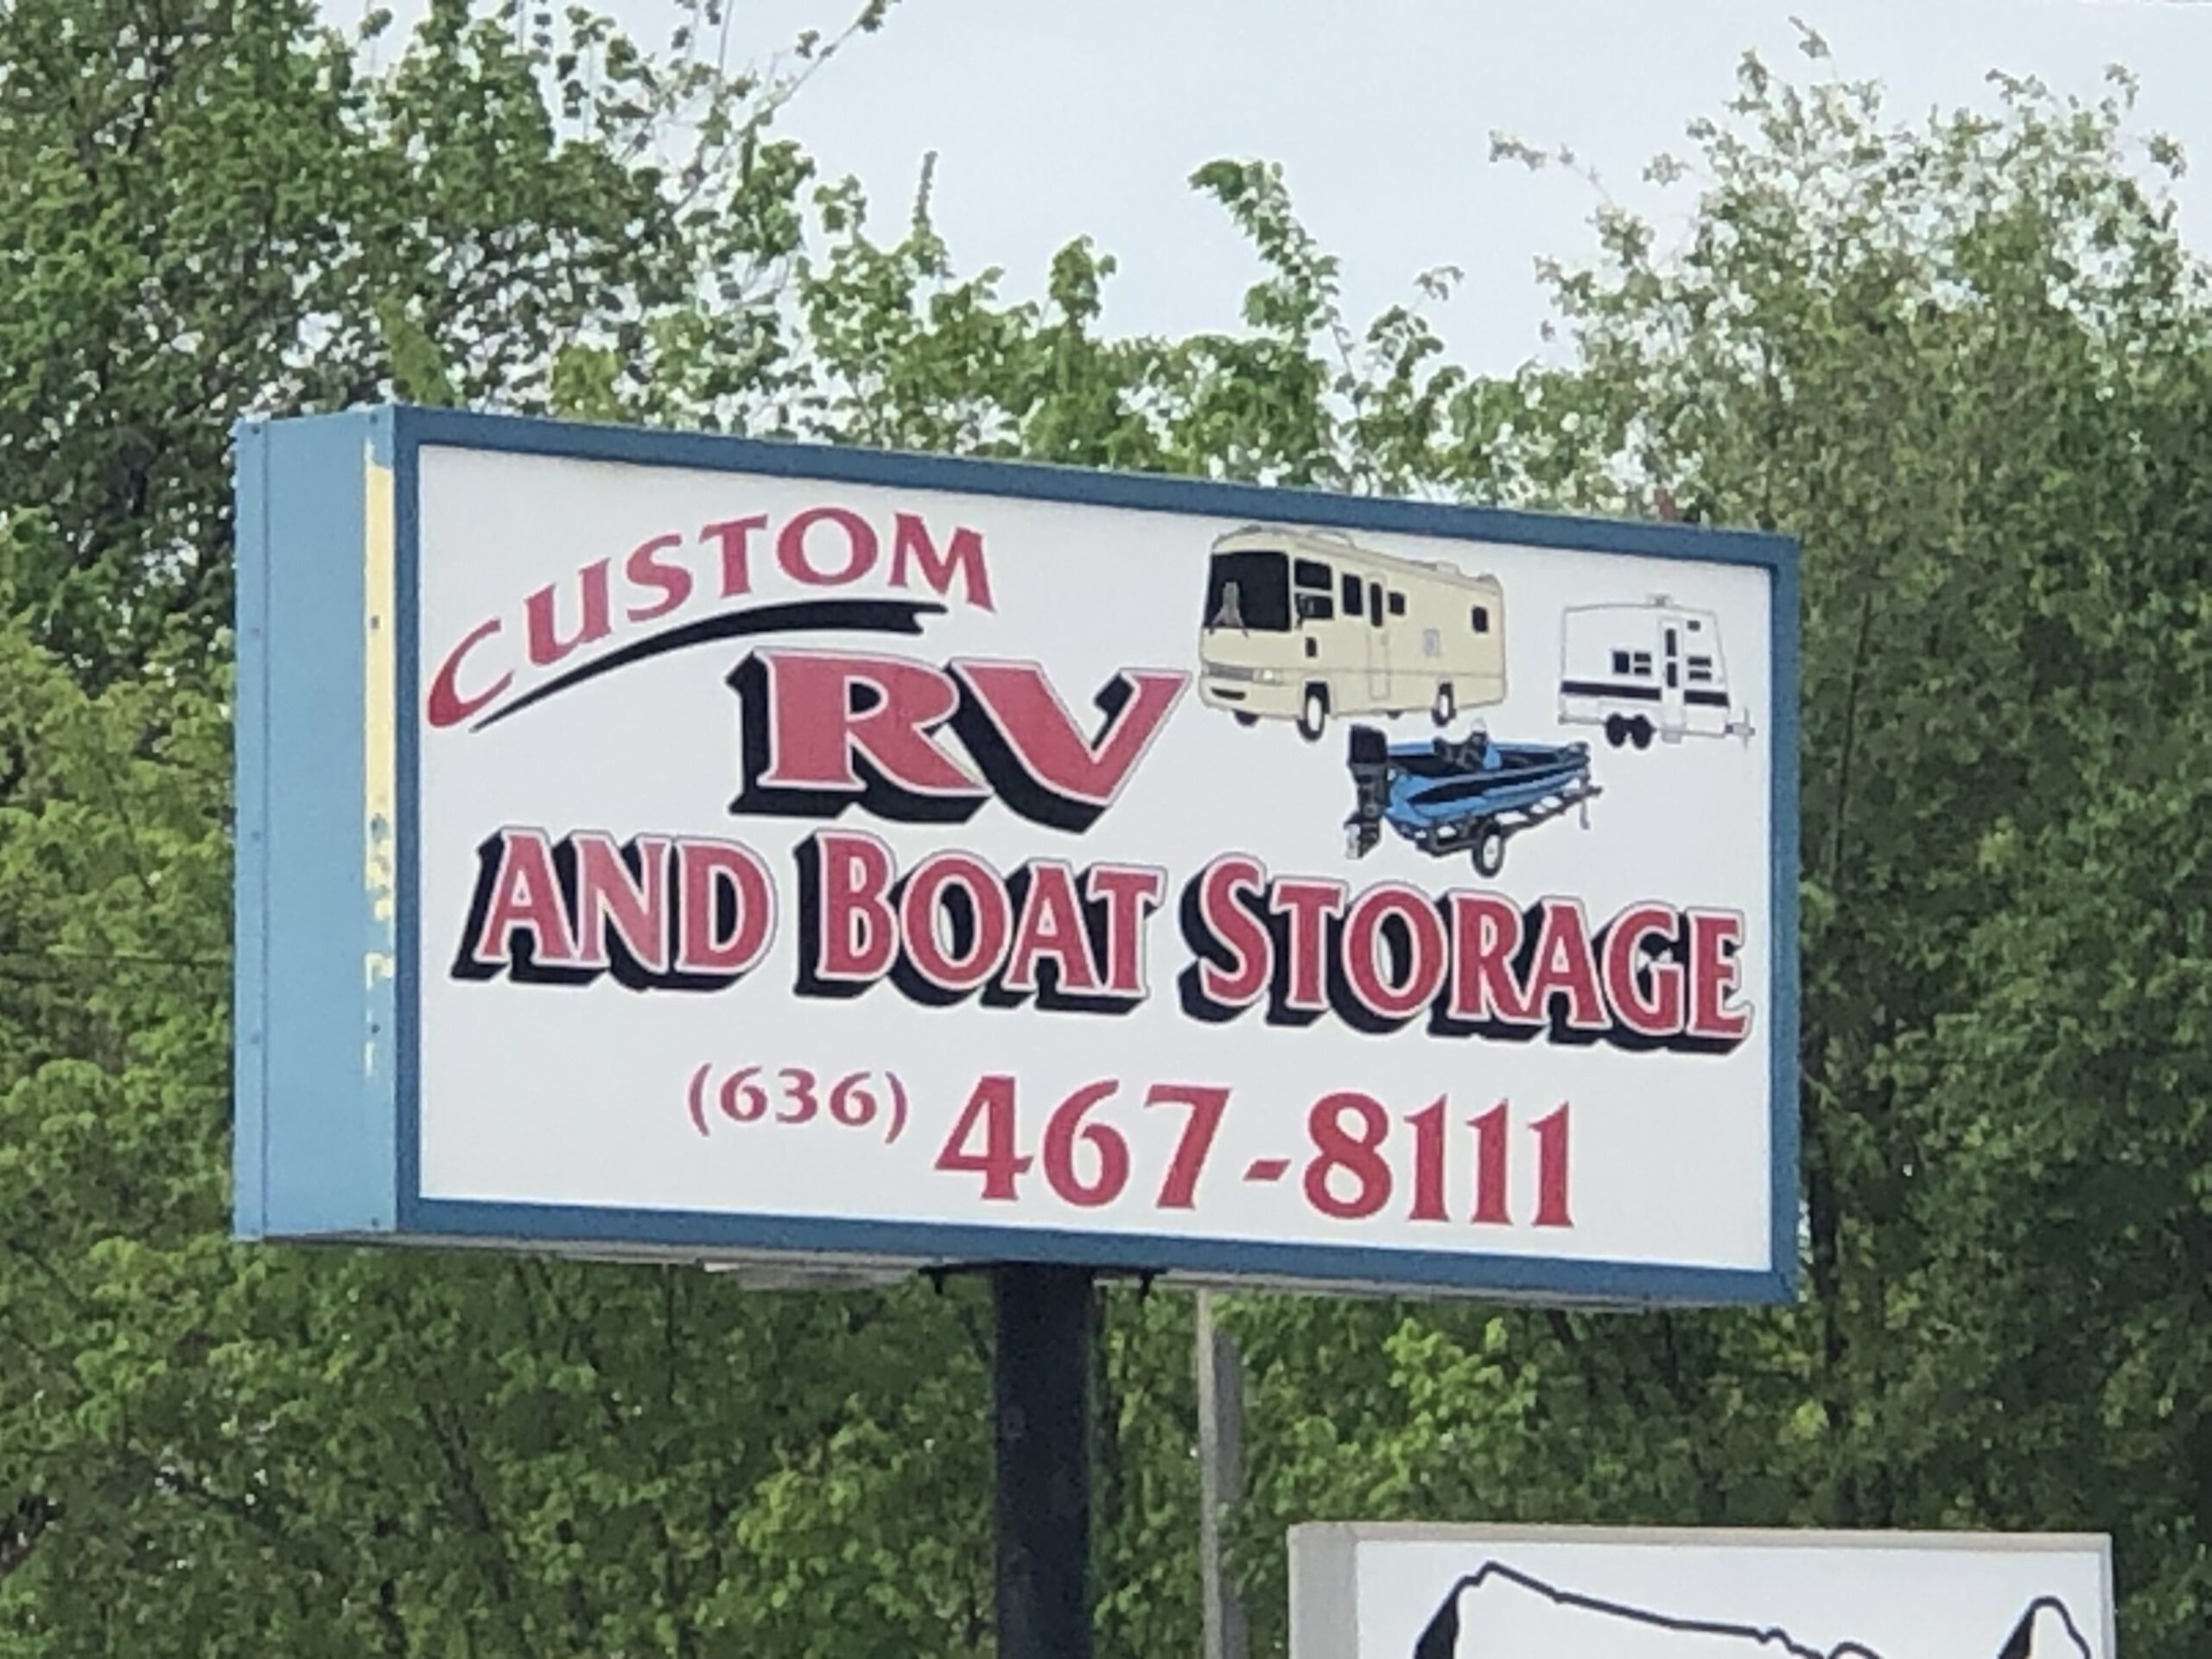 CUSTOM
RV
AND BOAT STORAGE
(636) 467-8111